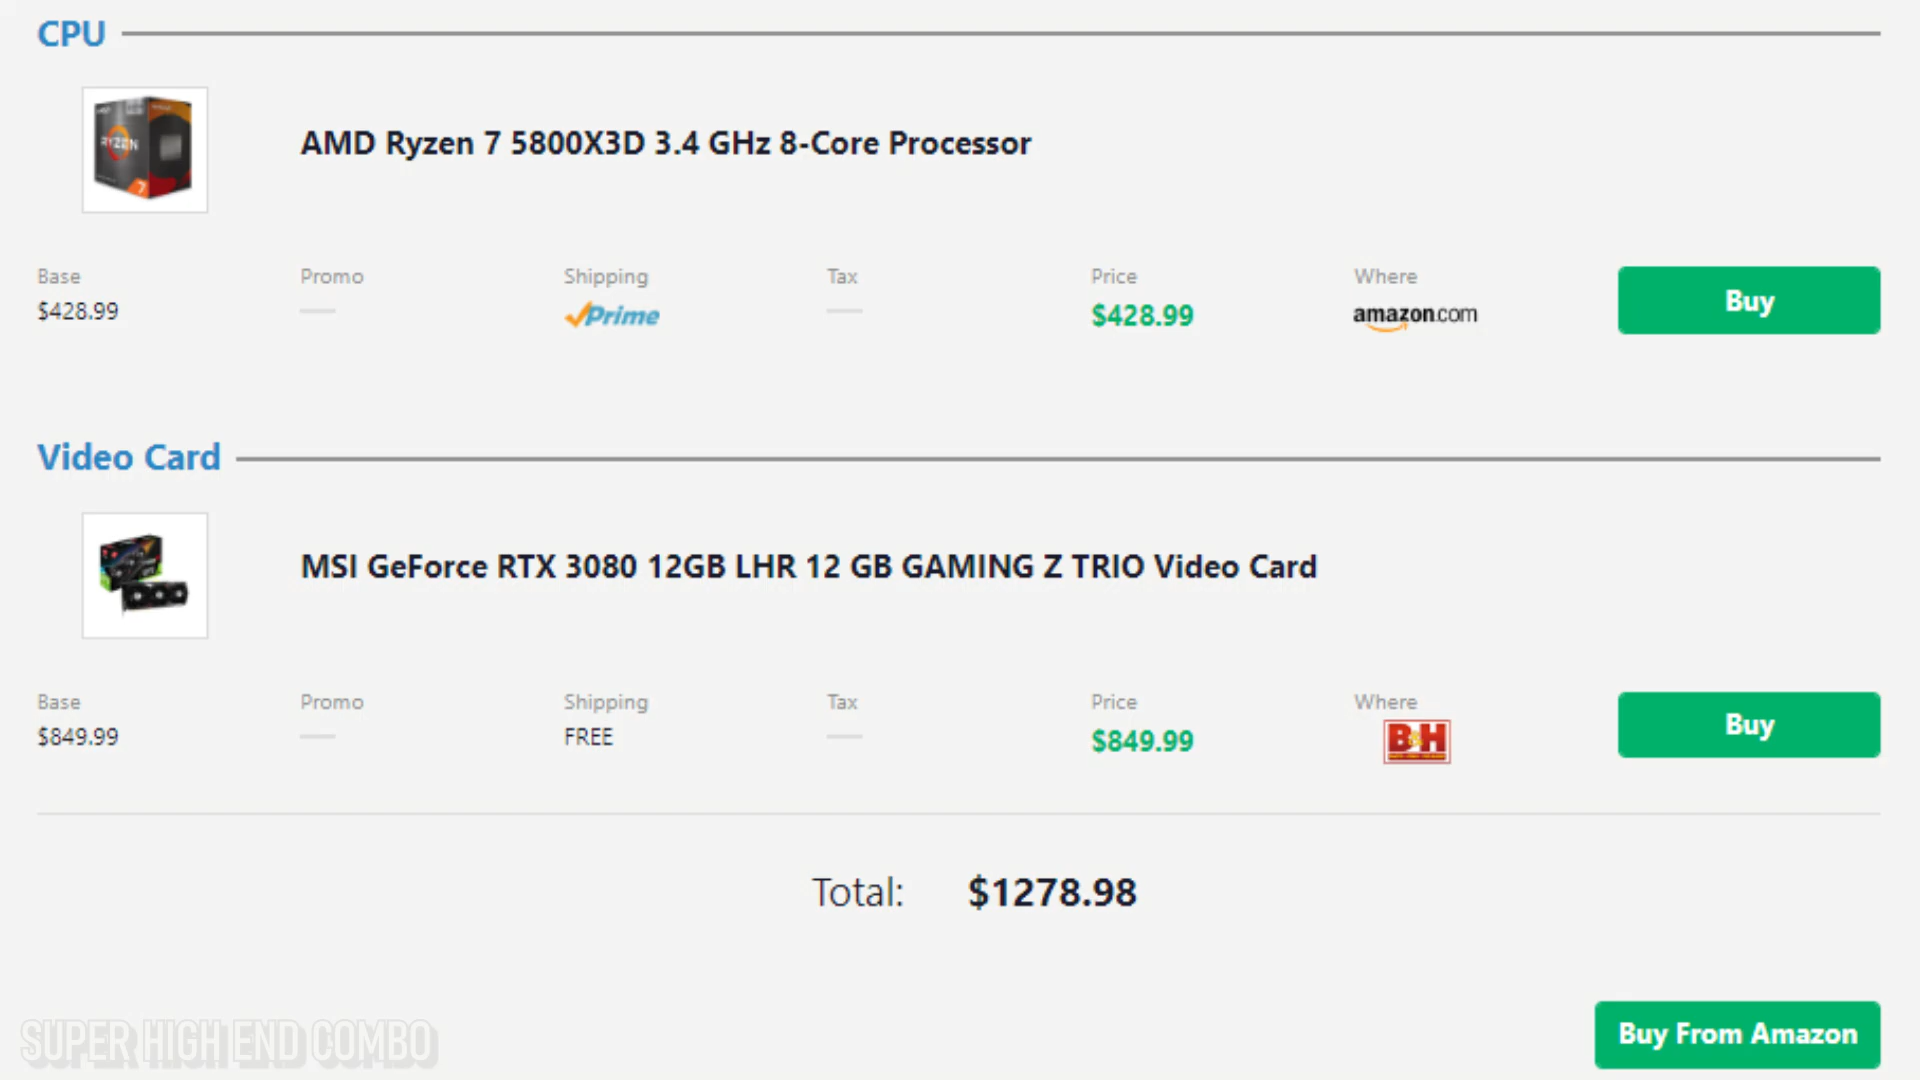 CPU
RYZEN
7
AMD Ryzen 7 5800X3D 3.4 GHz 8-Core Processor
Base Promo Shipping Tax Price Where
$428.99 — Prime — $428.99 amazon.com
Buy
Video Card
MSI GeForce RTX 3080 12GB LHR 12 GB GAMING Z TRIO Video Card
Base Promo Shipping Tax Price Where
$849.99 — FREE — $849.99 B&H
Buy
Total: $1278.98
SUPER HIGH END COMBO
Buy From Amazon